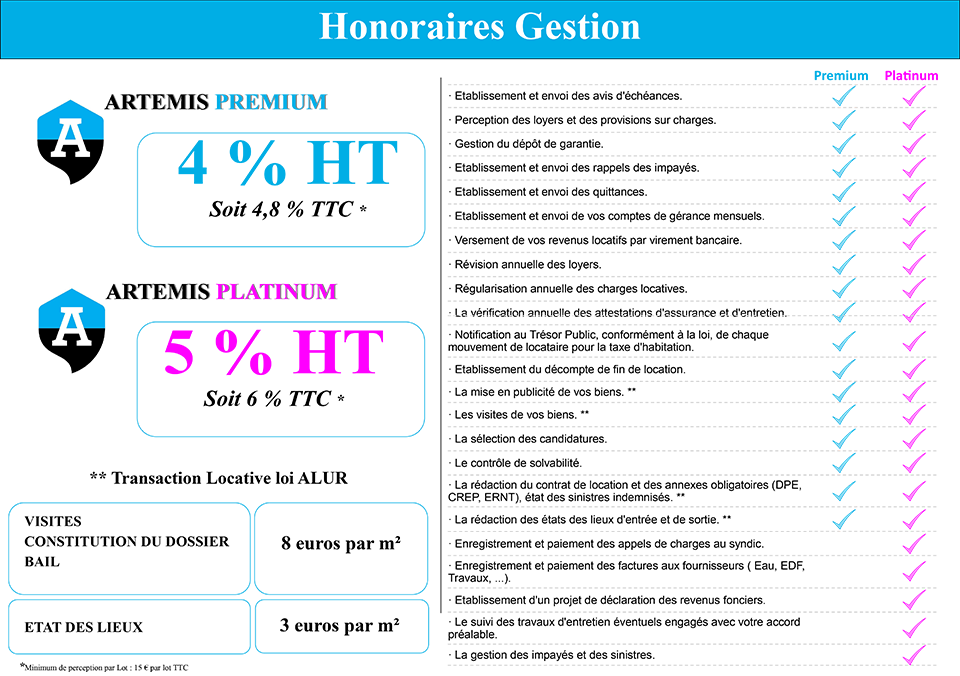 Honoraires Gestion
A
ARTEMIS PREMIUM
4 % HT
Soit 4,8 % TTC *
A
ARTEMIS PLATINUM
5 % HT
Soit 6 % TTC *
** Transaction Locative loi ALUR
VISITES
CONSTITUTION DU DOSSIER
BAIL
8 euros par m²
ETAT DES LIEUX
3 euros par m²
*Minimum de perception par Lot : 15 € par lot TTC
Premium Platinum
· Etablissement et envoi des avis d'échéances.
· Perception des loyers et des provisions sur charges.
· Gestion du dépôt de garantie.
· Etablissement et envoi des rappels des impayés.
· Etablissement et envoi des quittances.
· Etablissement et envoi de vos comptes de gérance mensuels.
· Versement de vos revenus locatifs par virement bancaire.
· Révision annuelle des loyers.
· Régularisation annuelle des charges locatives.
· La vérification annuelle des attestations d'assurance et d'entretien.
· Notification au Trésor Public, conformément à la loi, de chaque
mouvement de locataire pour la taxe d'habitation.
· Etablissement du décompte de fin de location.
· La mise en publicité de vos biens. **
· Les visites de vos biens. **
· La sélection des candidatures.
· Le contrôle de solvabilité.
· La rédaction du contrat de location et des annexes obligatoires (DPE,
CREP, ERNT), état des sinistres indemnisés. **
· La rédaction des états des lieux d'entrée et de sortie. **
· Enregistrement et paiement des appels de charges au syndic.
· Enregistrement et paiement des factures aux fournisseurs ( Eau, EDF,
Travaux, ...).
· Etablissement d'un projet de déclaration des revenus fonciers.
· Le suivi des travaux d'entretien éventuels engagés avec votre accord
préalable.
· La gestion des impayés et des sinistres.